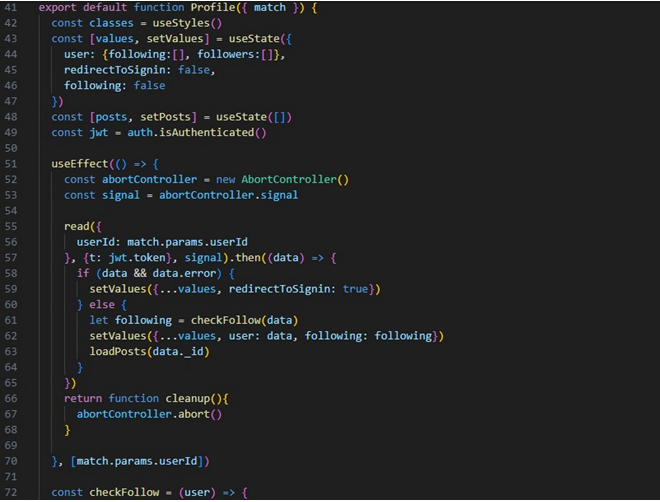 41 export default function Profile({ match }) {
42   const classes = useStyles()
43   const [values, setValues] = useState({
44     user: {following:[], followers:[]},
45     redirectToSignin: false,
46     following: false
47   })
48   const [posts, setPosts] = useState([])
49   const jwt = auth.isAuthenticated()
50
51   useEffect(() => {
52     const abortController = new AbortController()
53     const signal = abortController.signal
54
55     read({
56       userId: match.params.userId
57     }, {t: jwt.token}, signal).then((data) => {
58       if (data && data.error) {
59         setValues({...values, redirectToSignin: true})
60       } else {
61         let following = checkFollow(data)
62         setValues({...values, user: data, following: following})
63         loadPosts(data._id)
64       }
65     })
66     return function cleanup(){
67       abortController.abort()
68     }
69
70   }, [match.params.userId])
71
72   const checkFollow = (user) => {